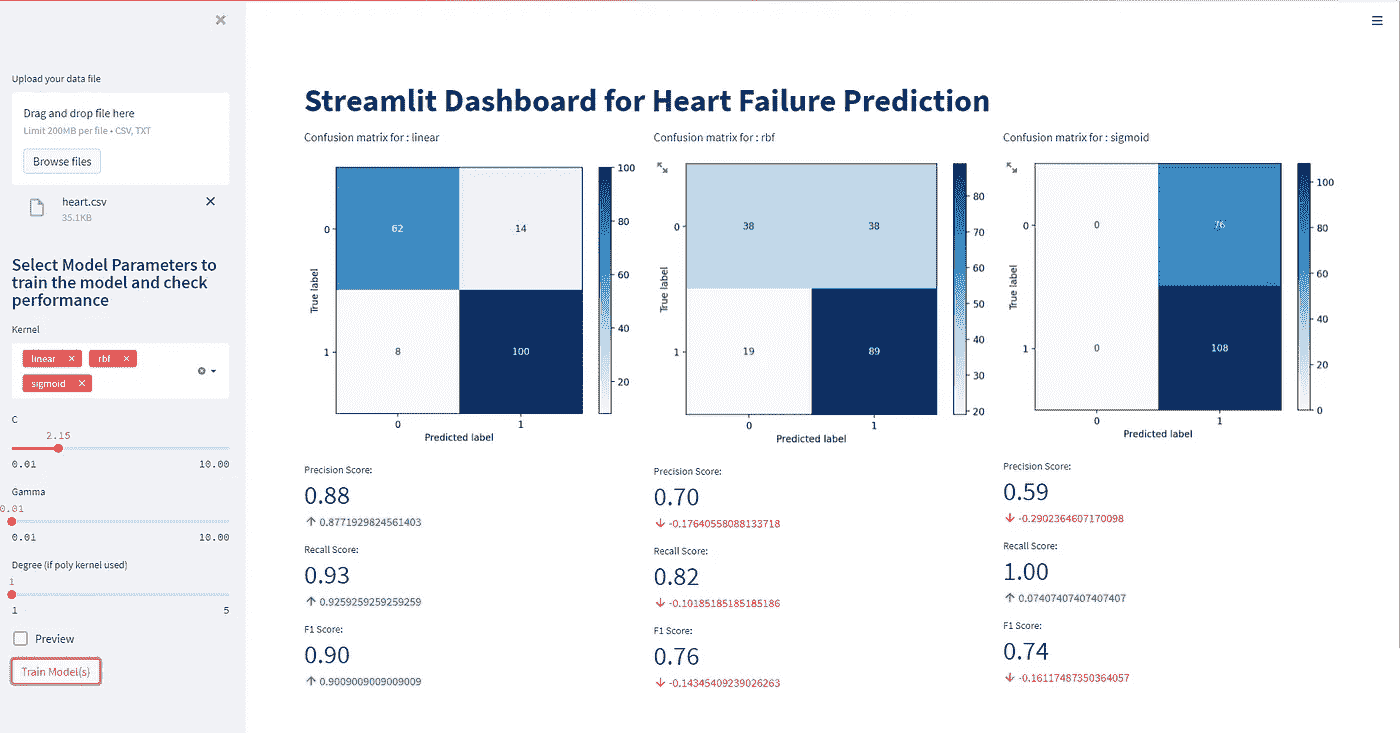 Upload your data file
Drag and drop file here
Limit 200MB per file • CSV, TXT
Browse files
heart.csv
35.1KB
Select Model Parameters to
train the model and check
performance
Kernel
linear
rbf
sigmoid
C
2.15
0.01 10.00
Gamma
0.01
0.01 10.00
Degree (if poly kernel used)
1
1 5
Preview
Train Model(s)
Streamlit Dashboard for Heart Failure Prediction
Confusion matrix for : linear
True label
0
1
62 14
8 100
0 1
Predicted label
100
80
60
40
20
Precision Score:
0.88
0.8771929824561403
Recall Score:
0.93
0.9259259259259259
F1 Score:
0.90
0.9009009009009009
Confusion matrix for : rbf
True label
0
1
38 38
19 89
0 1
Predicted label
80
70
60
50
40
30
20
Precision Score:
0.70
-0.17640558088133718
Recall Score:
0.82
-0.10185185185185186
F1 Score:
0.76
-0.14345409239026263
Confusion matrix for : sigmoid
True label
0
1
0 76
0 108
0 1
Predicted label
100
80
60
40
20
0
Precision Score:
0.59
-0.2902364607170098
Recall Score:
1.00
0.07407407407407407
F1 Score:
0.74
-0.16117487350364057